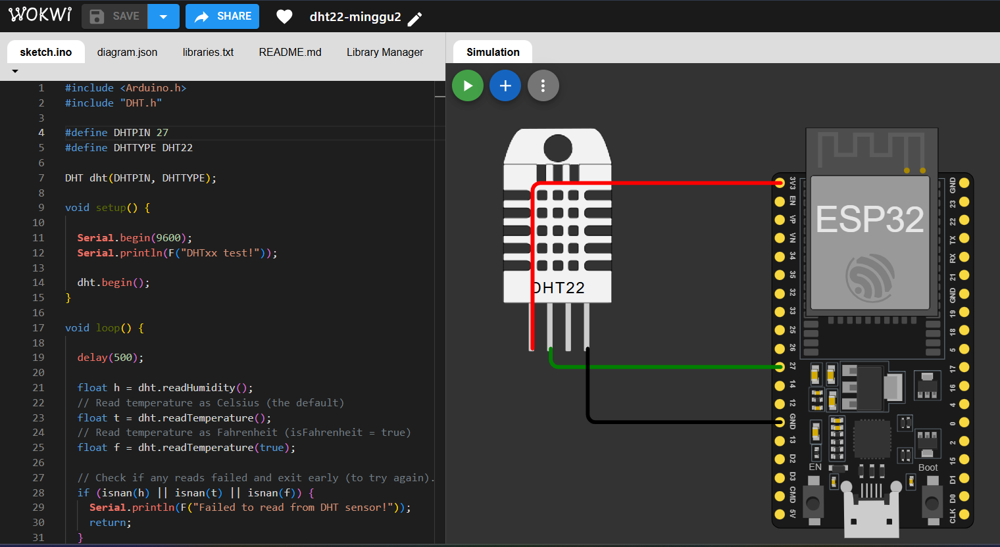 WOKWI SAVE SHARE dht22-minggu2
sketch.ino diagram.json libraries.txt README.md Library Manager
Simulation
1 #include <Arduino.h>
2 #include "DHT.h"
3
4 #define DHTPIN 27
5 #define DHTTYPE DHT22
6
7 DHT dht(DHTPIN, DHTTYPE);
8
9 void setup() {
10
11 Serial.begin(9600);
12 Serial.println(F("DHTxx test!"));
13
14 dht.begin();
15 }
16
17 void loop() {
18
19 delay(500);
20
21 float h = dht.readHumidity();
22 // Read temperature as Celsius (the default)
23 float t = dht.readTemperature();
24 // Read temperature as Fahrenheit (isFahrenheit = true)
25 float f = dht.readTemperature(true);
26
27 // Check if any reads failed and exit early (to try again).
28 if (isnan(h) || isnan(t) || isnan(f)) {
29 Serial.println(F("Failed to read from DHT sensor!"));
30 return;
31 }
DHT22
ESP32
3V3
EN
VP
VN
34
35
32
33
25
26
27
14
12
GND
13
D2
D3
CMD
5V
GND
23
22
TX
RX
21
GND
19
18
5
17
16
4
0
2
15
D1
D0
CLK
EN
Boot